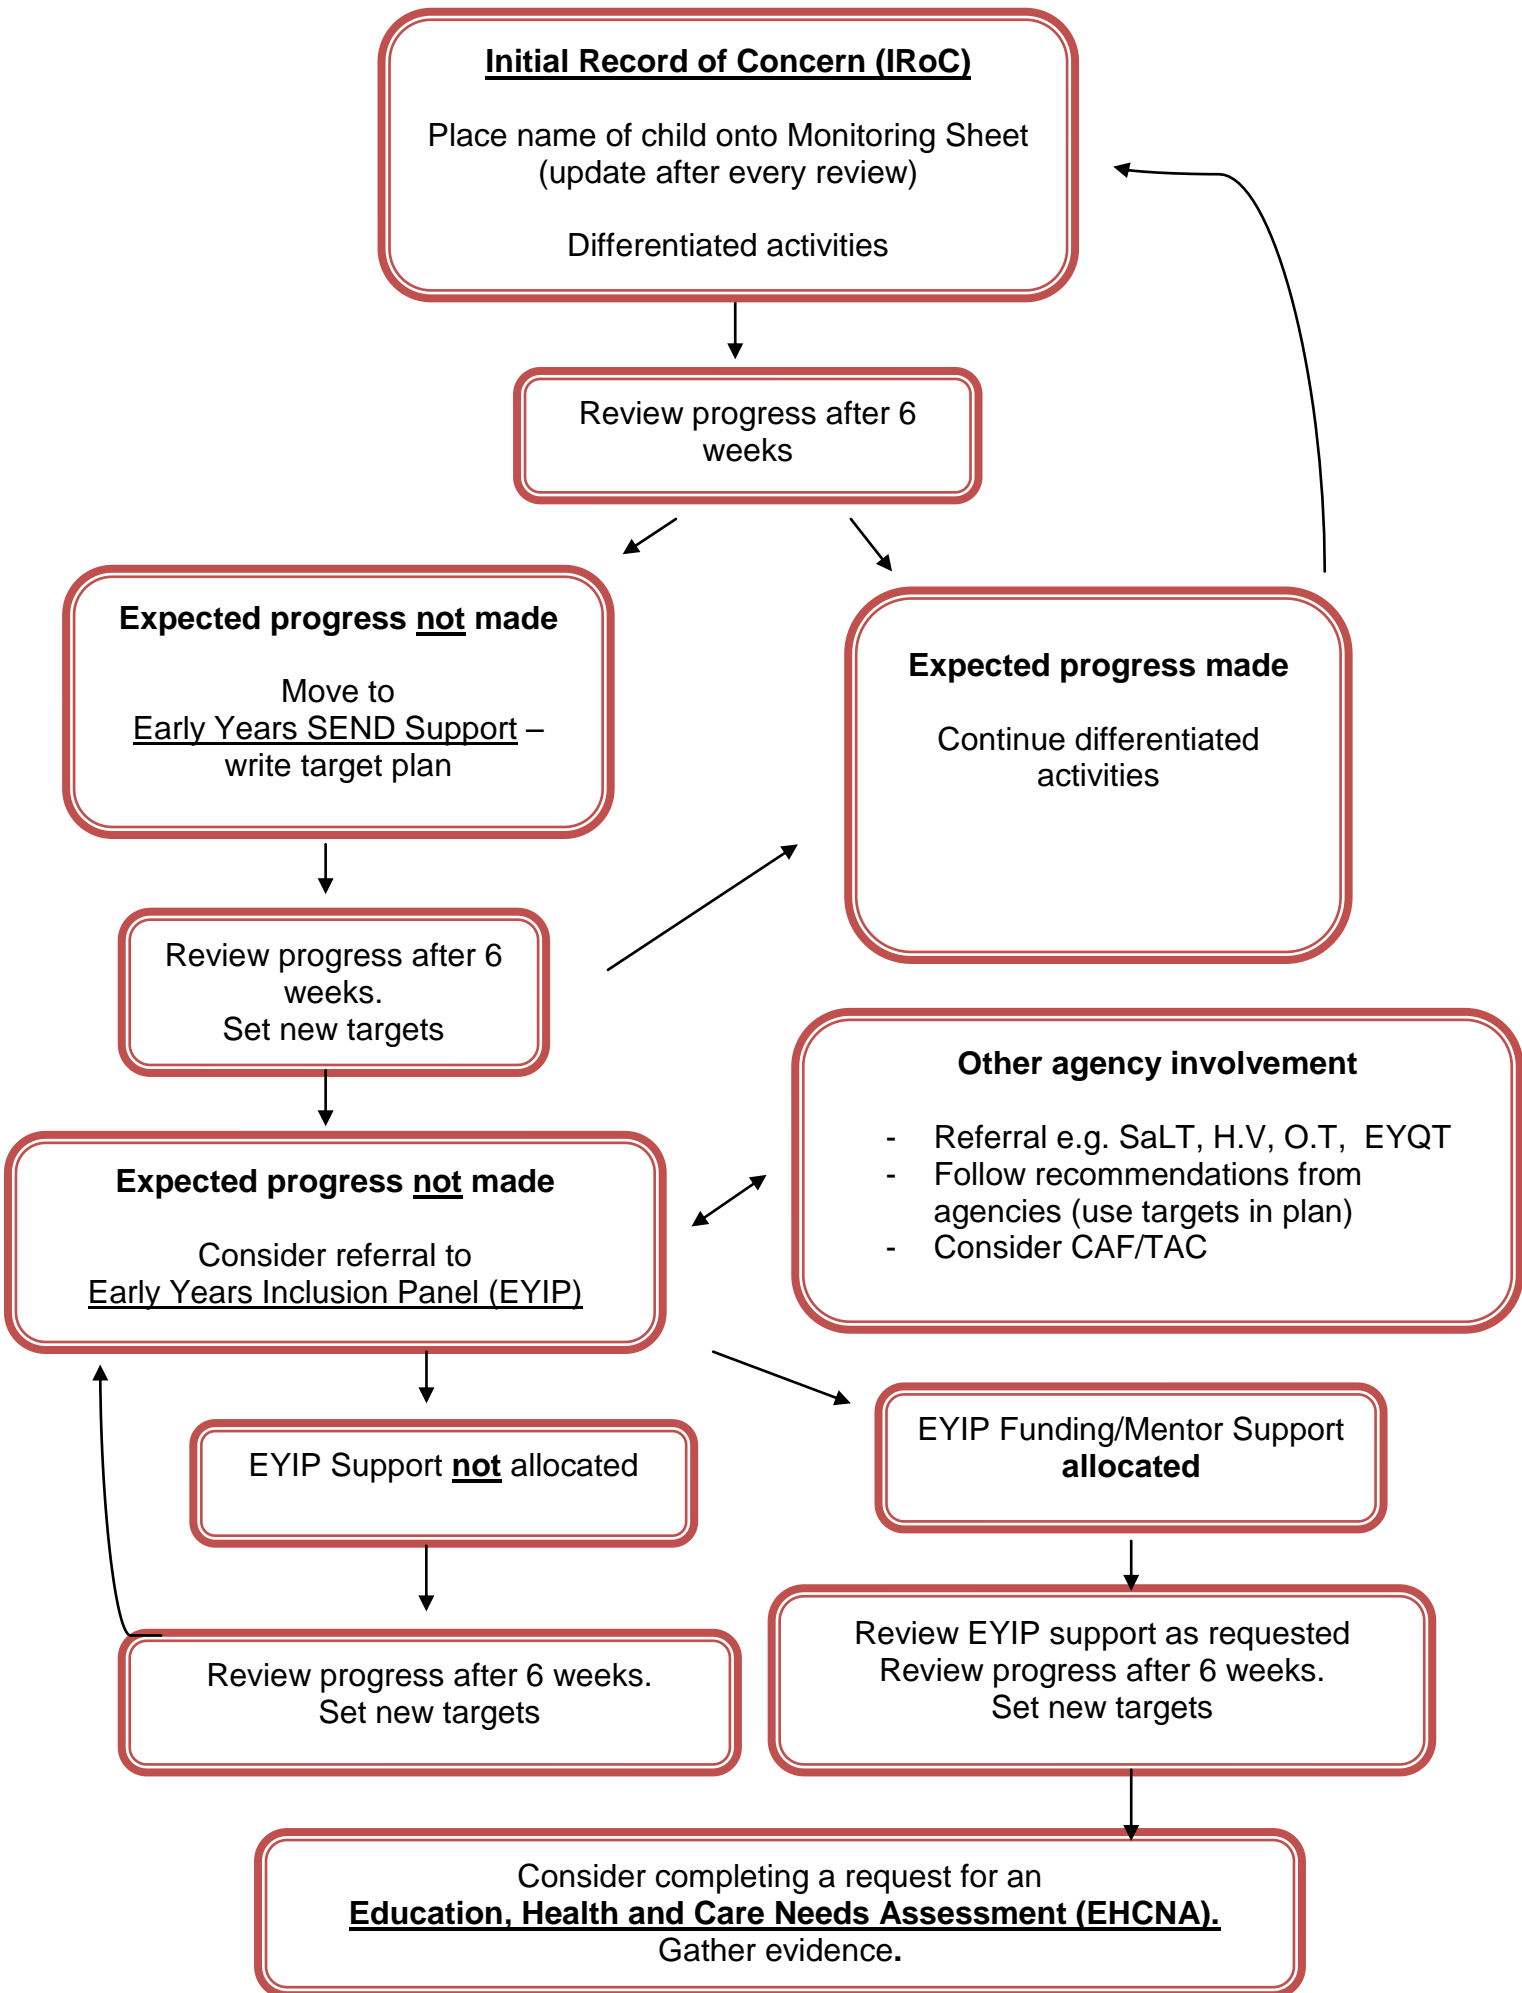 Initial Record of Concern (IRoC)
Place name of child onto Monitoring Sheet
(update after every review)
Differentiated activities
Review progress after 6
weeks
Expected progress not made
Move to
Early Years SEND Support –
write target plan
Expected progress made
Continue differentiated
activities
Review progress after 6
weeks.
Set new targets
Other agency involvement
- Referral e.g. SaLT, H.V, O.T, EYQT
- Follow recommendations from
agencies (use targets in plan)
- Consider CAF/TAC
Expected progress not made
Consider referral to
Early Years Inclusion Panel (EYIP)
EYIP Support not allocated
EYIP Funding/Mentor Support
allocated
Review progress after 6 weeks.
Set new targets
Review EYIP support as requested
Review progress after 6 weeks.
Set new targets
Consider completing a request for an
Education, Health and Care Needs Assessment (EHCNA).
Gather evidence.